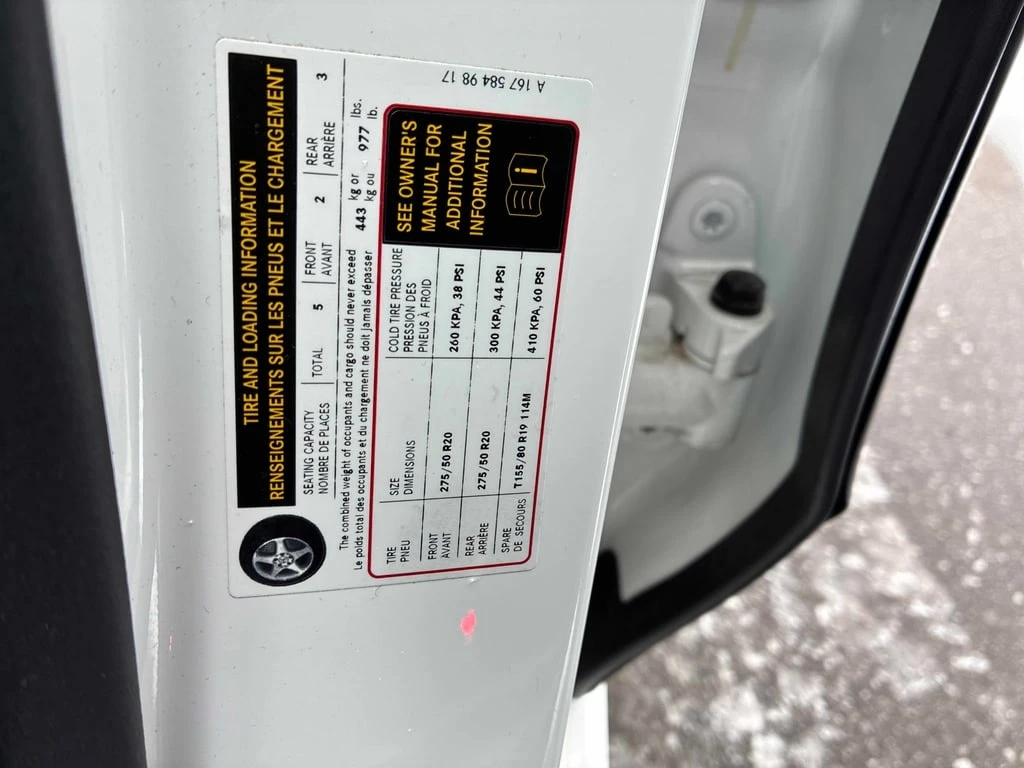 TIRE AND LOADING INFORMATION
RENSEIGNEMENTS SUR LES PNEUS ET LE CHARGEMENT
SEATING CAPACITY TOTAL 5 FRONT 2 REAR 3
NOMBRE DE PLACES AVANT ARRIÈRE
The combined weight of occupants and cargo should never exceed 443 kg or 977 lbs.
Le poids total des occupants et du chargement ne doit jamais dépasser kg ou lb.
TIRE SIZE COLD TIRE PRESSURE
PNEU DIMENSIONS PRESSION DES
PNEUS À FROID
FRONT 275/50 R20 260 KPA, 38 PSI
AVANT
REAR 275/50 R20 300 KPA, 44 PSI
ARRIÈRE
SPARE T155/80 R19 114M 410 KPA, 60 PSI
DE SECOURS
SEE OWNER'S
MANUAL FOR
ADDITIONAL
INFORMATION
i
A 167 584 98 17